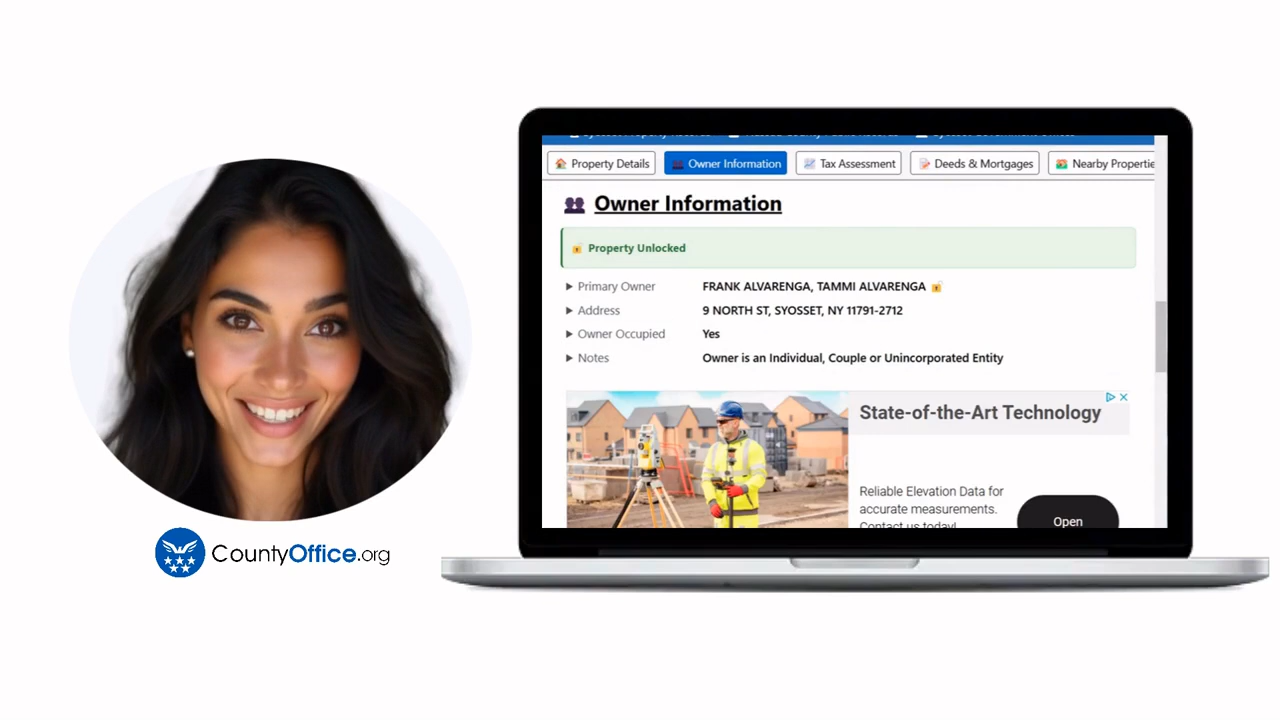 Property Details
Owner Information
Tax Assessment
Deeds & Mortgages
Nearby Propertie
Owner Information
Property Unlocked
Primary Owner FRANK ALVARENGA, TAMMI ALVARENGA
Address 9 NORTH ST, SYOSSET, NY 11791-2712
Owner Occupied Yes
Notes Owner is an Individual, Couple or Unincorporated Entity
State-of-the-Art Technology
Reliable Elevation Data for
accurate measurements.
Contact us today!
Open
CountyOffice.org